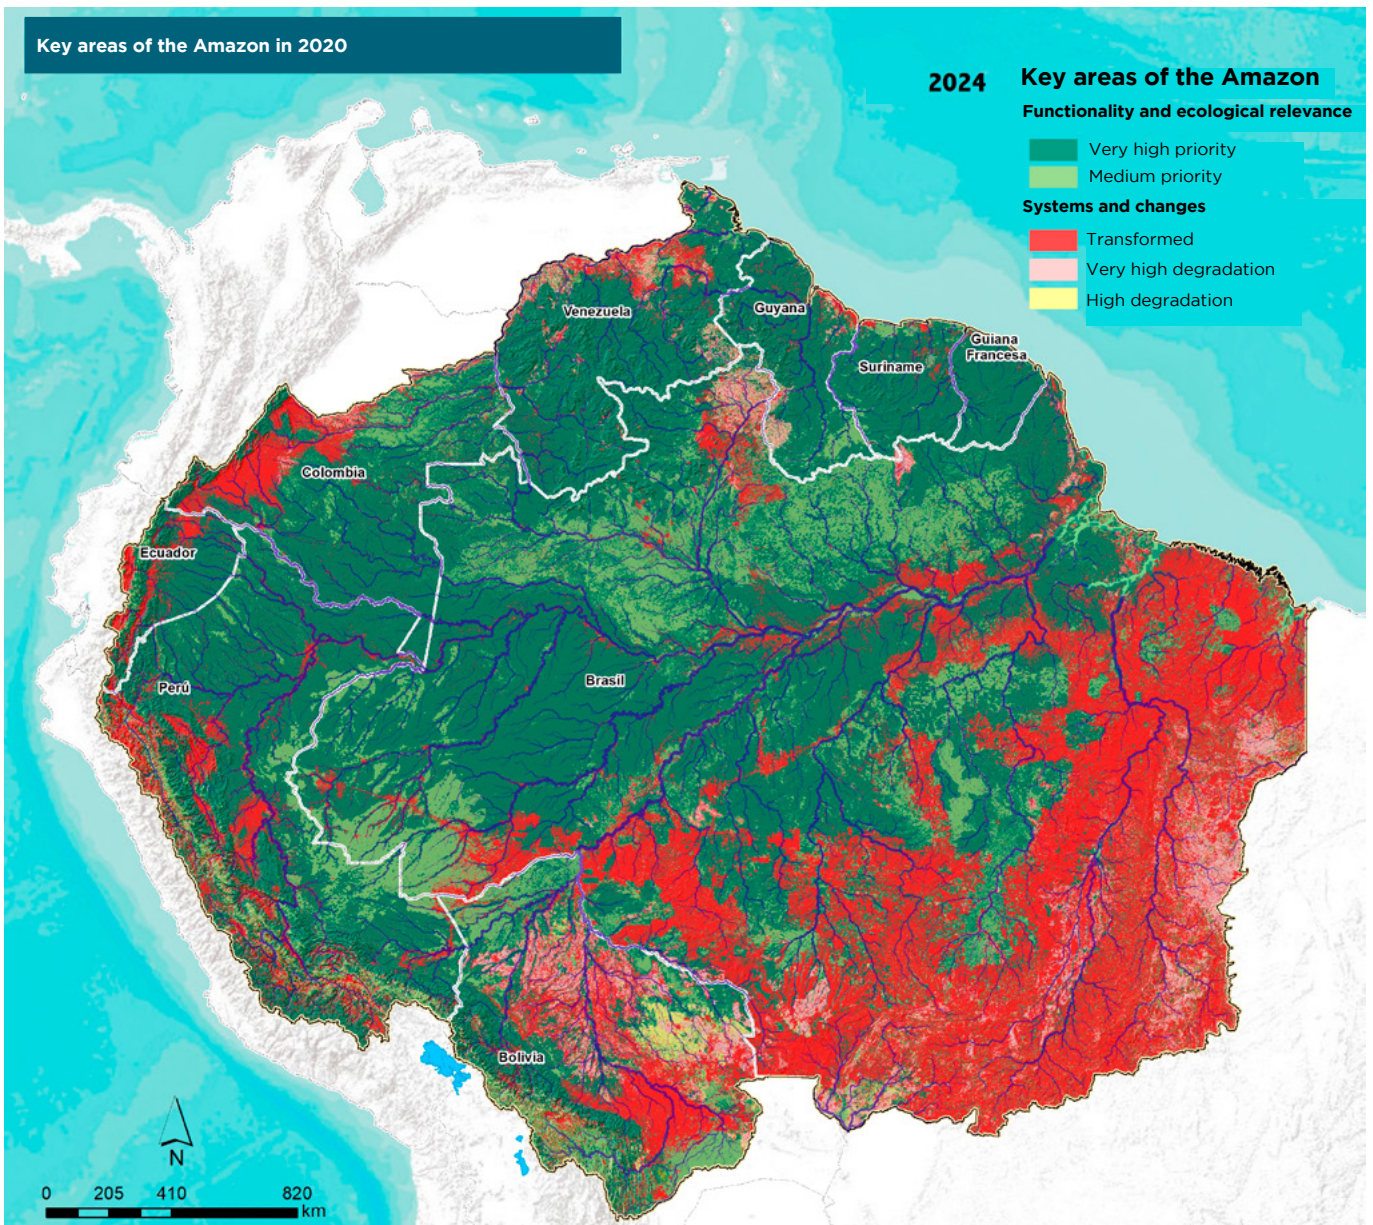 Key areas of the Amazon in 2020
2024 Key areas of the Amazon
Functionality and ecological relevance
Very high priority
Medium priority
Systems and changes
Transformed
Very high degradation
High degradation
Venezuela
Guyana
Guiana
Francesa
Suriname
Colombia
Ecuador
Perú
Brasil
Bolivia
N
0 205 410 820
km